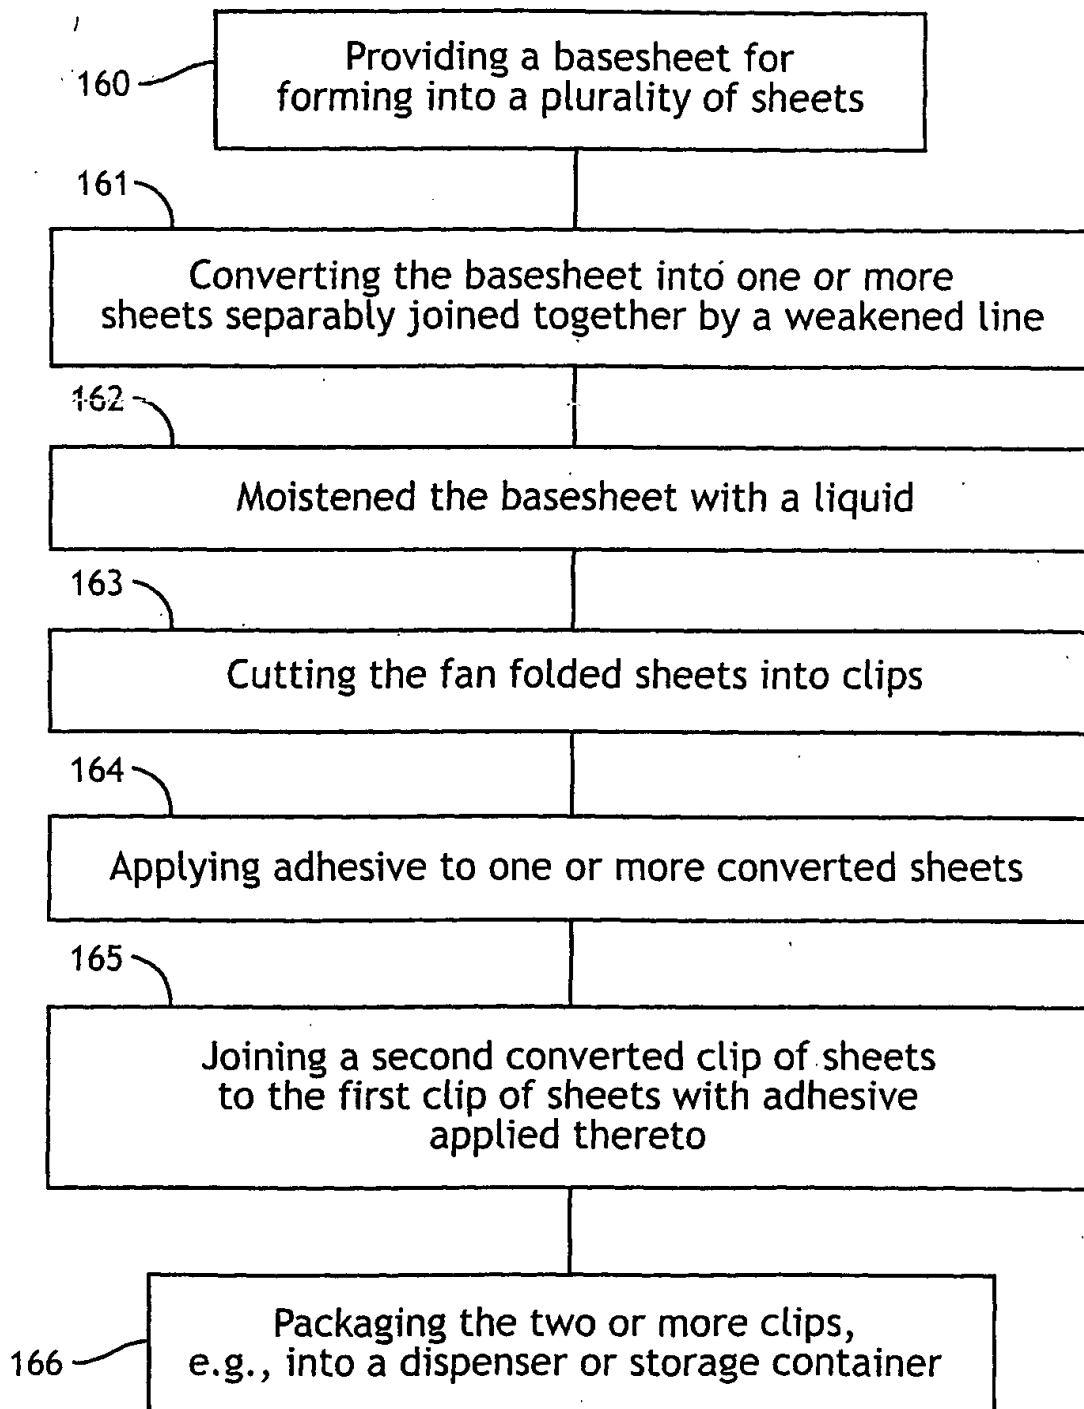 160
Providing a basesheet for
forming into a plurality of sheets
161
Converting the basesheet into one or more
sheets separably joined together by a weakened line
162
Moistened the basesheet with a liquid
163
Cutting the fan folded sheets into clips
164
Applying adhesive to one or more converted sheets
165
Joining a second converted clip of sheets
to the first clip of sheets with adhesive
applied thereto
166
Packaging the two or more clips,
e.g., into a dispenser or storage container